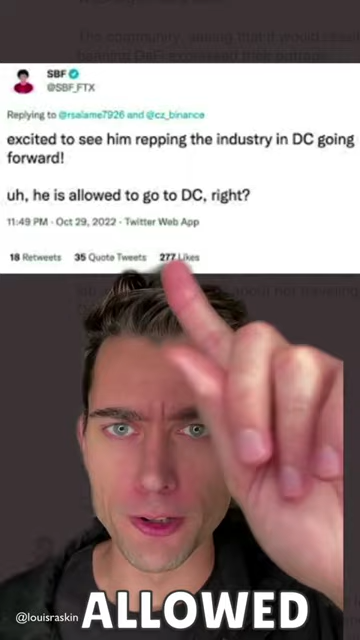 SBF
@SBF_FTX
Replying to @rsalame7926 and @cz_binance
excited to see him repping the industry in DC going
forward!
uh, he is allowed to go to DC, right?
11:49 PM · Oct 29, 2022 · Twitter Web App
18 Retweets 35 Quote Tweets 277 Likes
@louisraskin
ALLOWED